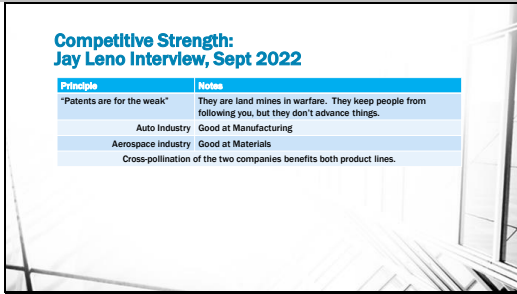 Competitive Strength:
Jay Leno Interview, Sept 2022
Principle Notes
“Patents are for the weak” They are land mines in warfare. They keep people from
following you, but they don’t advance things.
Auto Industry Good at Manufacturing
Aerospace industry Good at Materials
Cross-pollination of the two companies benefits both product lines.